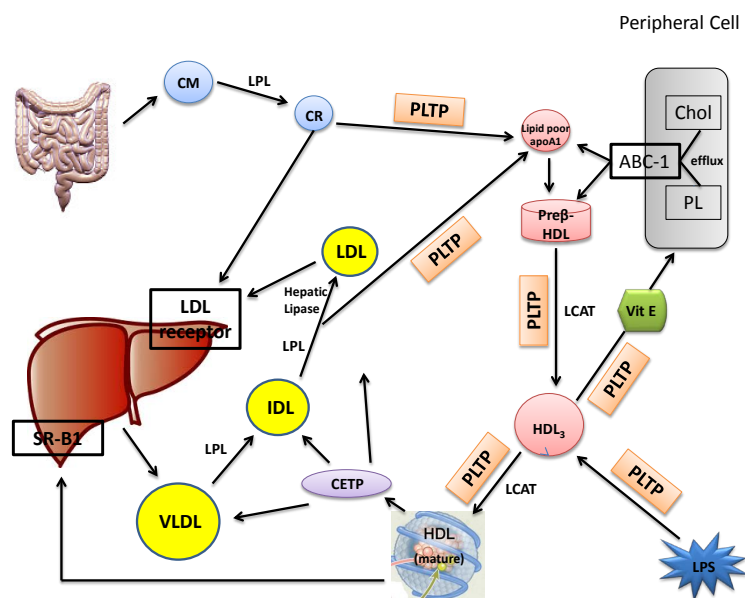 Peripheral Cell
CM
LPL
CR
PLTP
Lipid poor
apoA1
Chol
ABC-1
efflux
PL
Preβ-
HDL
LDL
PLTP
Hepatic
Lipase
LDL
receptor
LPL
PLTP
LCAT
Vit E
PLTP
IDL
HDL3
SR-B1
LPL
PLTP
LCAT
PLTP
CETP
VLDL
HDL
(mature)
LPS